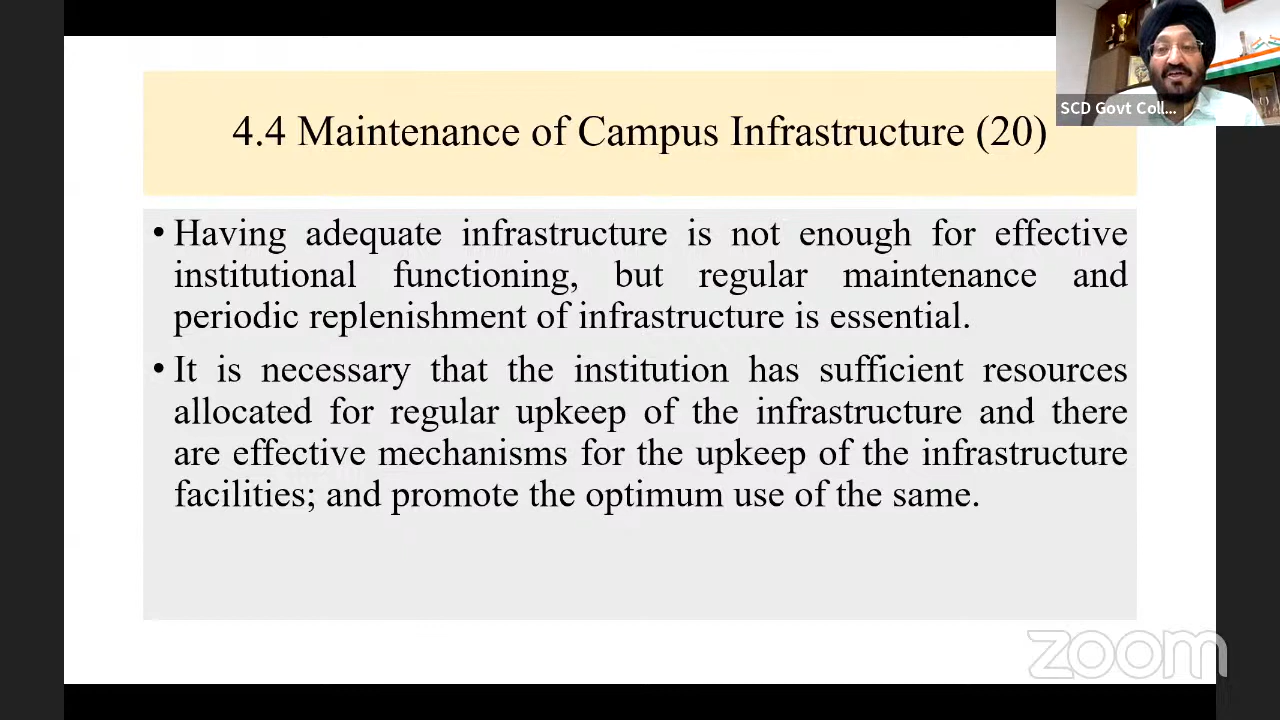 SCD Govt Coll...
4.4 Maintenance of Campus Infrastructure (20)
• Having adequate infrastructure is not enough for effective
institutional functioning, but regular maintenance and
periodic replenishment of infrastructure is essential.
• It is necessary that the institution has sufficient resources
allocated for regular upkeep of the infrastructure and there
are effective mechanisms for the upkeep of the infrastructure
facilities; and promote the optimum use of the same.
zoom